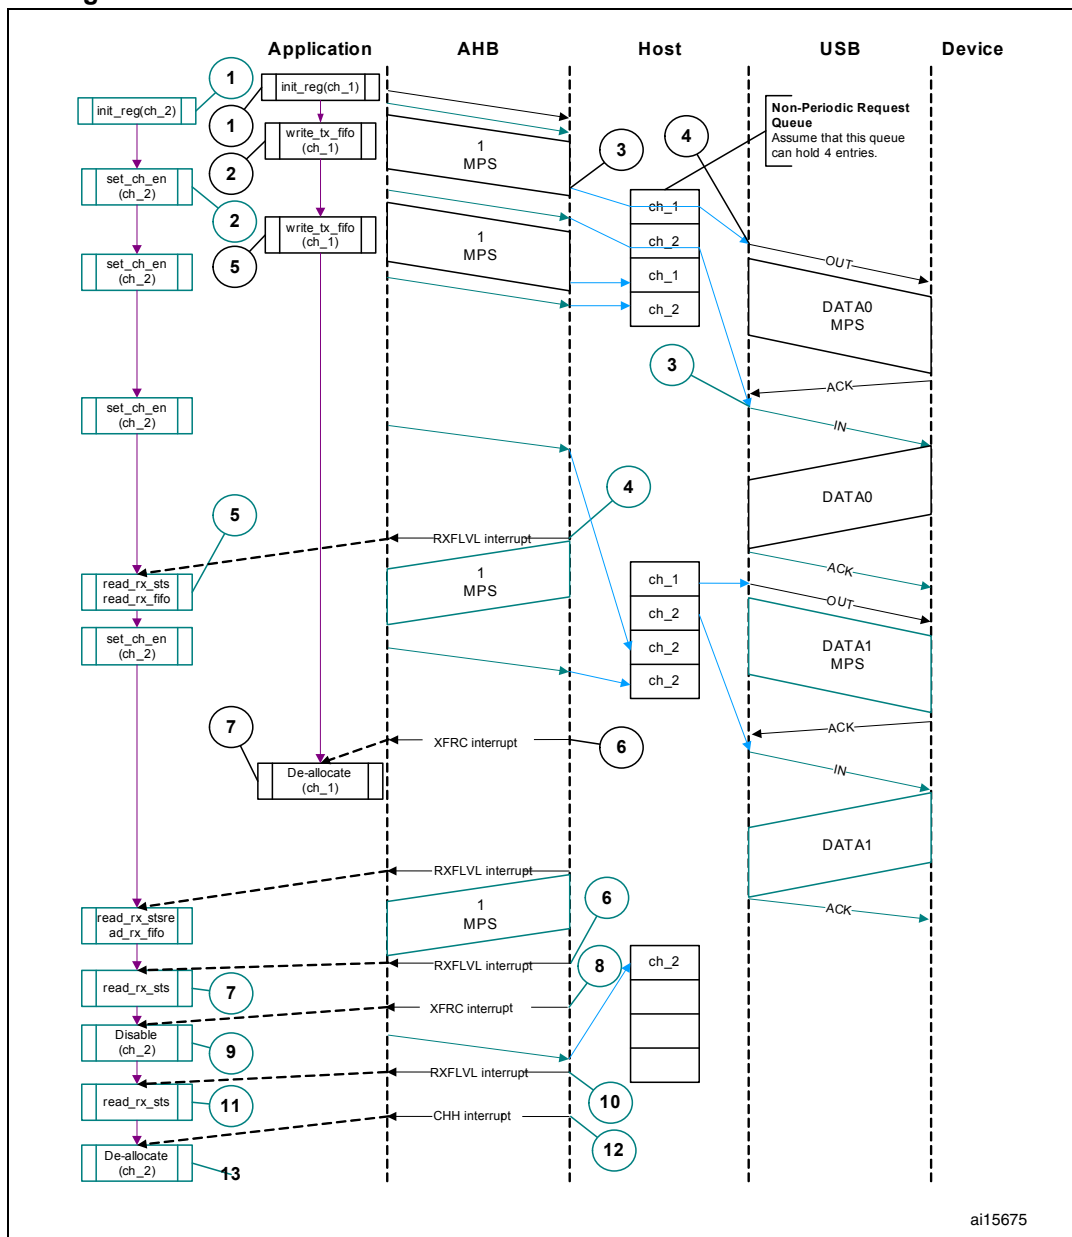 Application AHB Host USB Device
1
init_reg(ch_1)
init_reg(ch_2)
1
Non-Periodic Request
Queue
Assume that this queue
can hold 4 entries.
write_tx_fifo
(ch_1)
2
1
MPS
3
4
set_ch_en
(ch_2)
2
ch_1
write_tx_fifo
(ch_1)
5
1
MPS
ch_2
set_ch_en
(ch_2)
ch_1
OUT
ch_2
DATA0
MPS
3
ACK
set_ch_en
(ch_2)
IN
4
DATA0
5
RXFLVL interrupt
read_rx_sts
read_rx_fifo
1
MPS
ch_1
ACK
OUT
ch_2
set_ch_en
(ch_2)
ch_2
DATA1
MPS
ch_2
7
XFRC interrupt
6
ACK
De-allocate
(ch_1)
IN
DATA1
RXFLVL interrupt
read_rx_stsre
ad_rx_fifo
1
MPS
6
ACK
RXFLVL interrupt
8
ch_2
read_rx_sts
7
XFRC interrupt
Disable
(ch_2)
9
RXFLVL interrupt
10
read_rx_sts
11
CHH interrupt
12
De-allocate
(ch_2)
13
ai15675